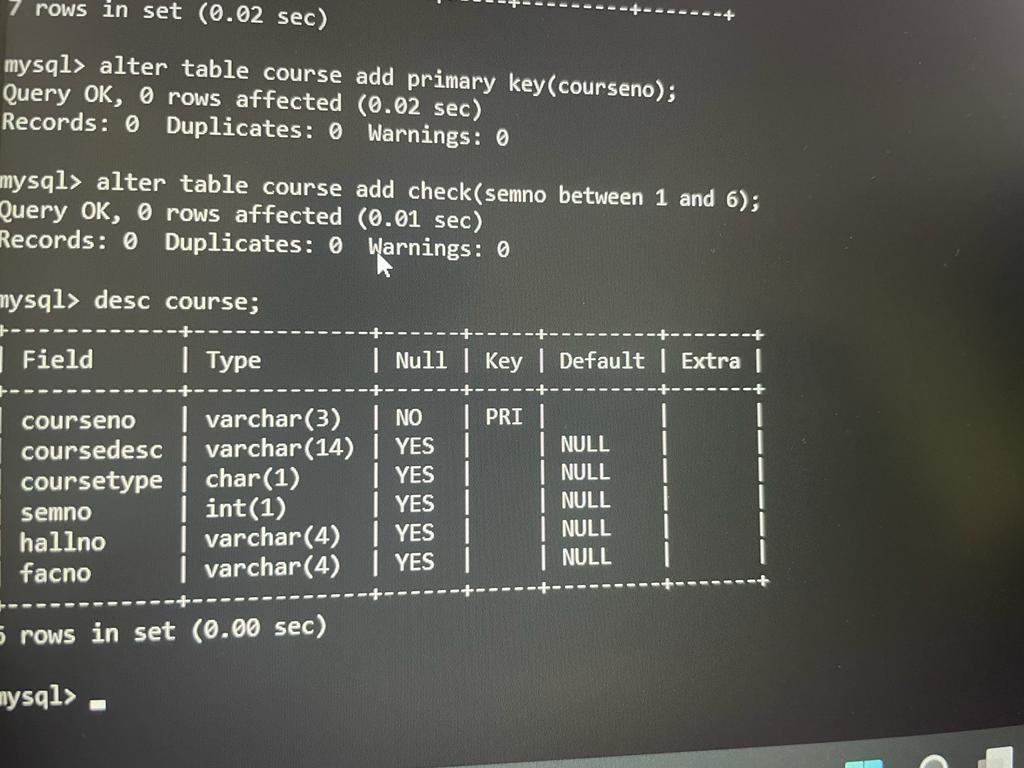 7 rows in set (0.02 sec)
mysql> alter table course add primary key(courseno);
Query OK, 0 rows affected (0.02 sec)
Records: 0  Duplicates: 0  Warnings: 0
mysql> alter table course add check(semno between 1 and 6);
Query OK, 0 rows affected (0.01 sec)
Records: 0  Duplicates: 0  Warnings: 0
mysql> desc course;
| Field | Type | Null | Key | Default | Extra |
| courseno | varchar(3) | NO | PRI | | |
| coursedesc | varchar(14) | YES | | NULL | |
| coursetype | char(1) | YES | | NULL | |
| semno | int(1) | YES | | NULL | |
| hallno | varchar(4) | YES | | NULL | |
| facno | varchar(4) | YES | | NULL | |
6 rows in set (0.00 sec)
mysql>